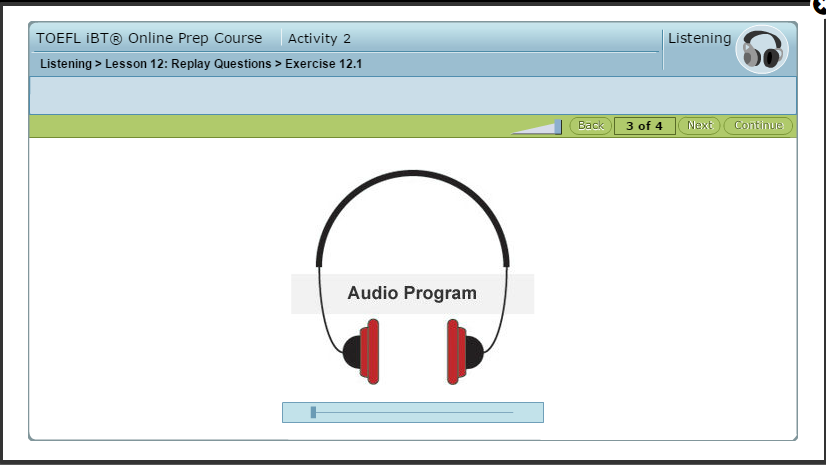 TOEFL iBT® Online Prep Course Activity 2 Listening
Listening > Lesson 12: Replay Questions > Exercise 12.1
Back 3 of 4 Next Continue
Audio Program